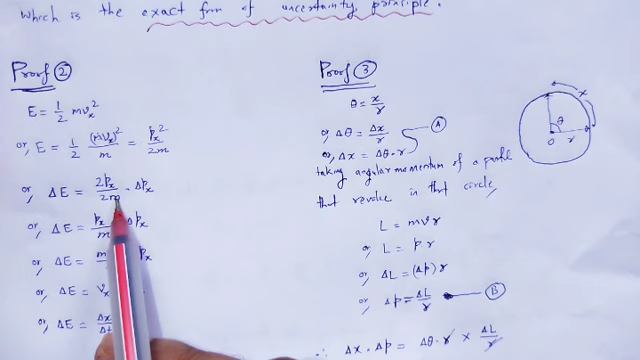 Which is the exact form of uncertainty principle.
Proof ②
E = 1/2 mvₓ²
or, E = 1/2 (mvₓ)²/m = pₓ²/2m
or, ΔE = 2pₓ/2m · Δpₓ
or, ΔE = pₓ/m Δpₓ
or, ΔE = m pₓ
or, ΔE = vₓ
or, ΔE = Δx/Δt
Proof ③
θ = x/r
or, Δθ = Δx/r
or, Δx = Δθ·r Ⓐ
taking angular momentum of a
that revolve in that circle,
L = mvr
or L = pr
or, ΔL = (Δp)r
or, Δp = ΔL/r Ⓑ
∴ Δx · Δp = Δθ · r × ΔL/r
x
θ
O
r